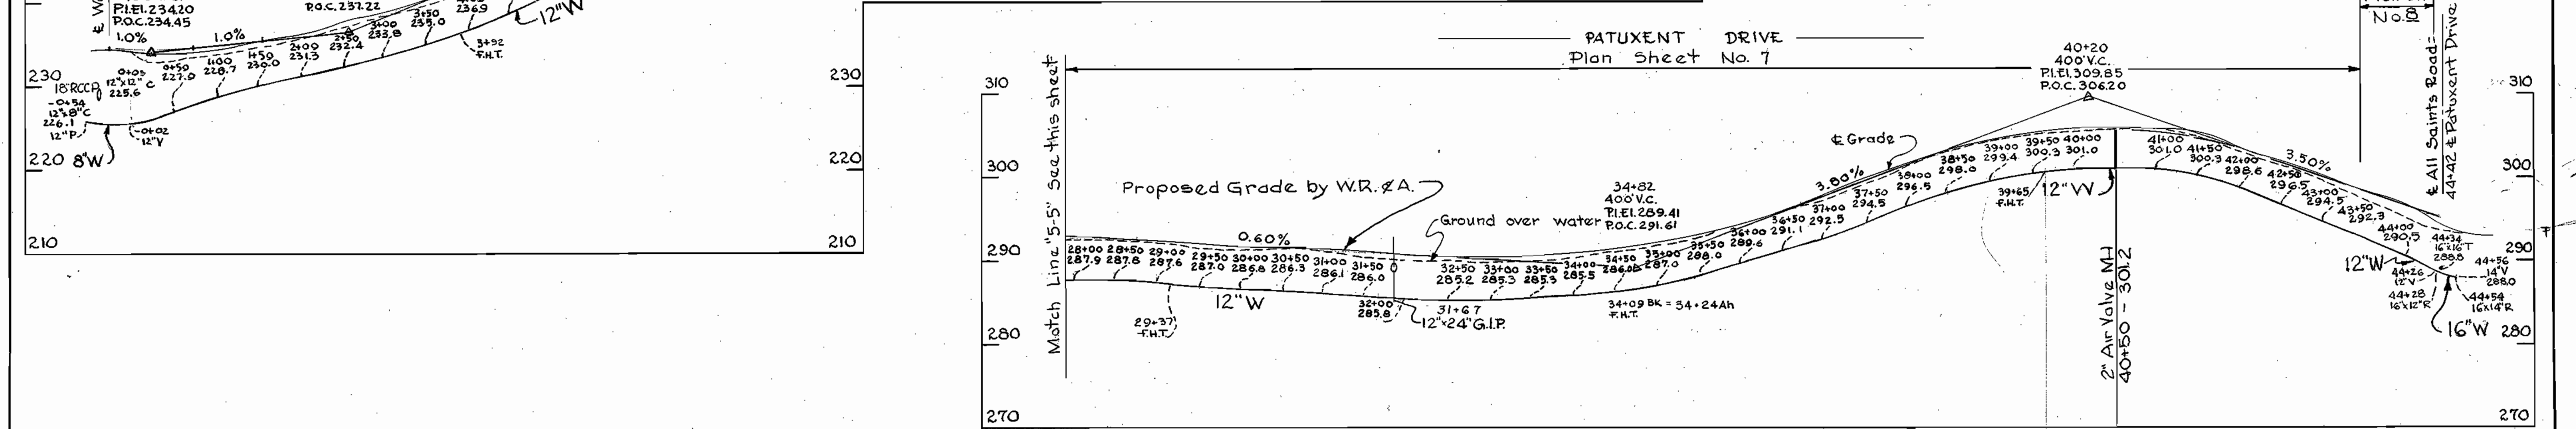 P.I.El. 234.20
P.O.C. 234.45
P.O.C. 237.22
1.0%
1.0%
230
18" RCCP
0+03
12"x12" C
225.6
0+50
227.0
1+00
228.7
1+50
230.0
2+00
231.3
2+50
232.4
3+00
233.8
3+50
235.0
236.9
12"W
3+92
F.H.T.
-0+54
12"x8"C
226.1
12"P
-0+02
12"V
230
220
8"W
220
210
210
PATUXENT DRIVE
Plan Sheet No. 7
No. 8
310
300
290
280
270
Match Line "5-5" See this sheet
Proposed Grade by W.R.&A.
0.60%
Ground over water
34+82
400'V.C.
P.I.El. 289.41
P.O.C. 291.61
28+00
287.9
28+50
287.8
29+00
287.6
29+50
287.0
30+00
286.8
30+50
286.3
31+00
286.1
31+50
286.0
32+00
285.8
32+50
285.2
33+00
285.3
33+50
285.3
34+00
285.5
34+50
35+00
287.0
35+50
288.0
36+00
289.6
36+50
291.1
37+00
292.5
37+50
294.5
38+00
296.5
38+50
298.0
39+00
299.4
39+50
300.3
40+00
301.0
29+37
F.H.T.
12"W
31+67
12"x24" G.I.P.
34+09 BK = 34+24Ah
F.H.T.
3.80%
℄ Grade
40+20
400'V.C.
P.I.El. 309.85
P.O.C. 306.20
39+65
F.H.T.
12"W
2" Air Valve MH
40+50 - 301.2
41+00
301.0
41+50
300.3
42+00
298.6
42+50
296.5
43+00
294.5
43+50
292.3
44+00
290.5
3.50%
℄ All Saints Road=
44+42 ℄ Patuxent Drive
44+34
16"x16"T
288.8
12"W
44+26
12"V
44+28
16"x12"R
44+56
14"V
288.0
44+54
16"x14"R
16"W
310
300
290
280
270